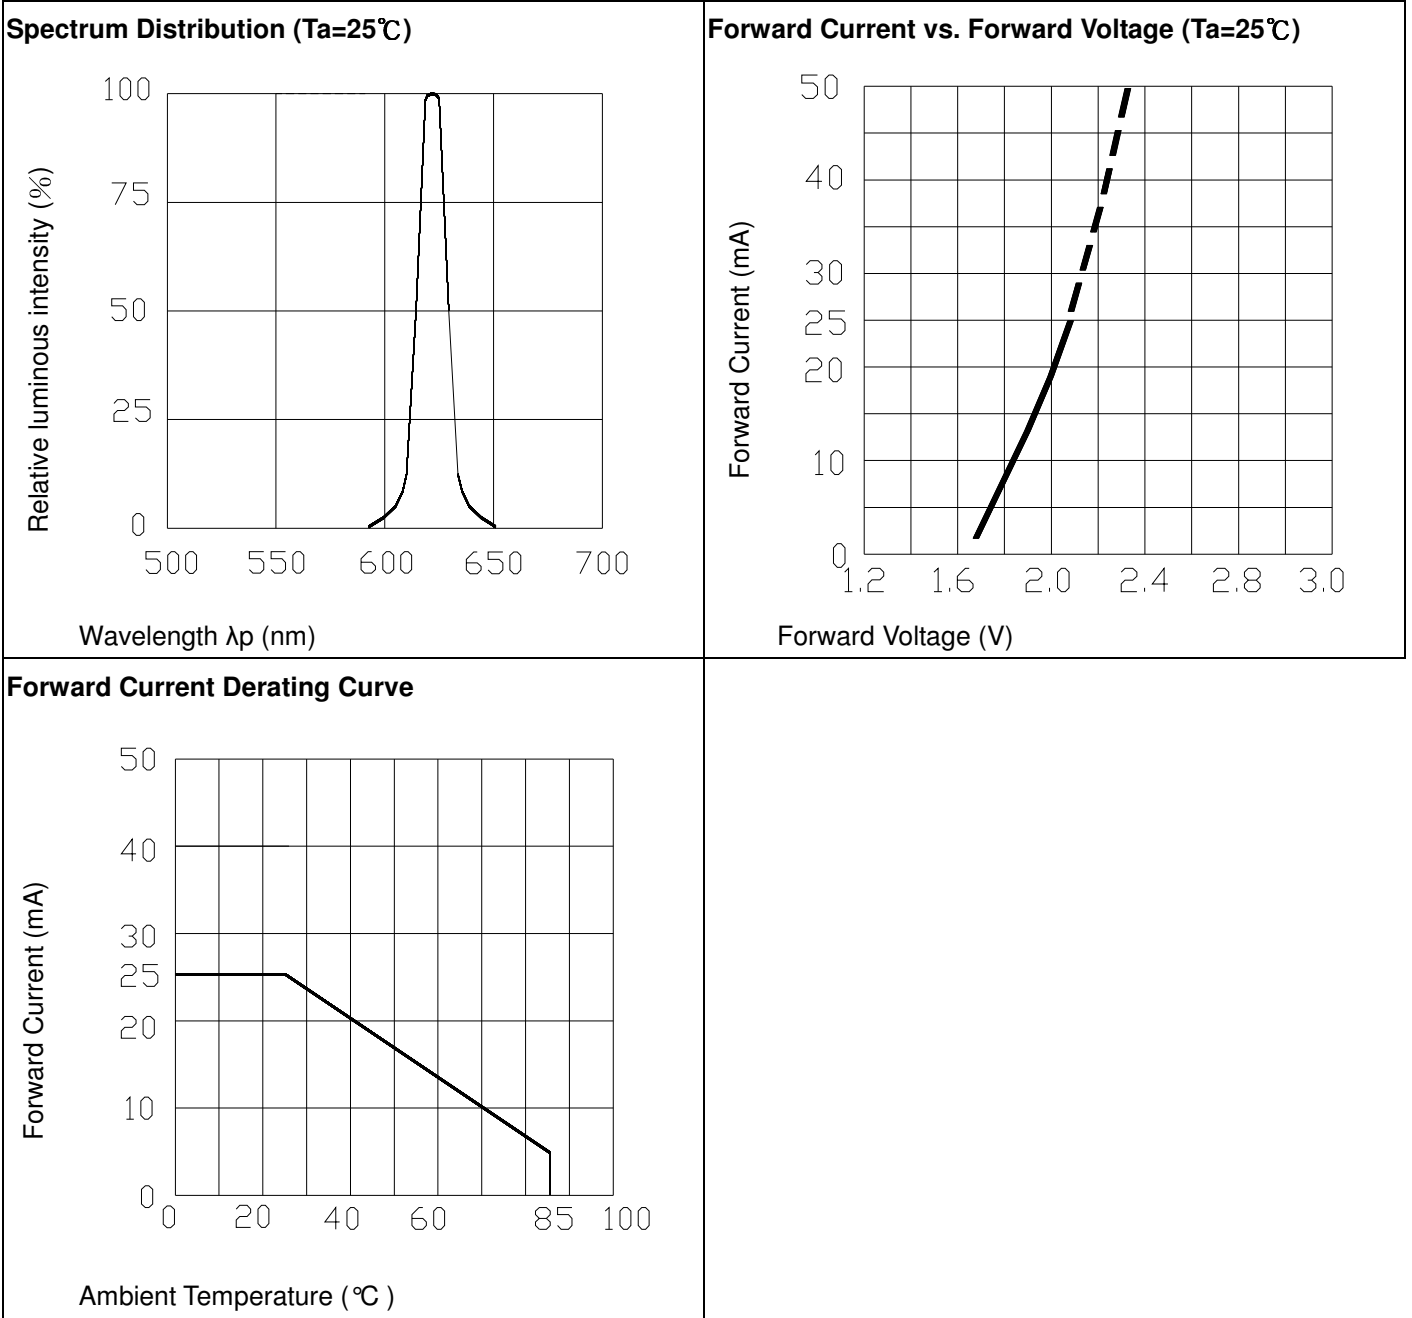 Spectrum Distribution (Ta=25℃)
100
75
50
25
0
500 550 600 650 700
Relative luminous intensity (%)
Wavelength λp (nm)
Forward Current vs. Forward Voltage (Ta=25℃)
50
40
30
25
20
10
0
1.2 1.6 2.0 2.4 2.8 3.0
Forward Current (mA)
Forward Voltage (V)
Forward Current Derating Curve
50
40
30
25
20
10
0
0 20 40 60 85 100
Forward Current (mA)
Ambient Temperature (℃ )